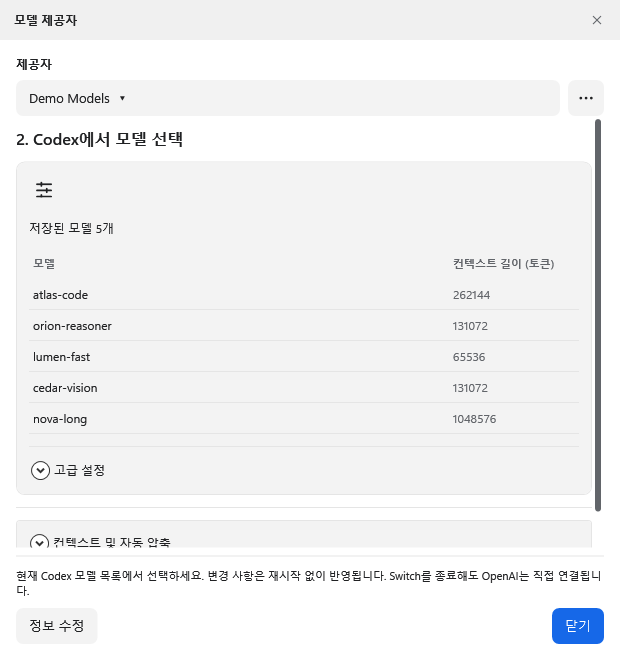 모델 제공자
제공자
Demo Models
2. Codex에서 모델 선택
저장된 모델 5개
모델 컨텍스트 길이 (토큰)
atlas-code 262144
orion-reasoner 131072
lumen-fast 65536
cedar-vision 131072
nova-long 1048576
고급 설정
컨텍스트 및 자동 압축
현재 Codex 모델 목록에서 선택하세요. 변경 사항은 재시작 없이 반영됩니다. Switch를 종료해도 OpenAI는 직접 연결됩니
다.
정보 수정 닫기